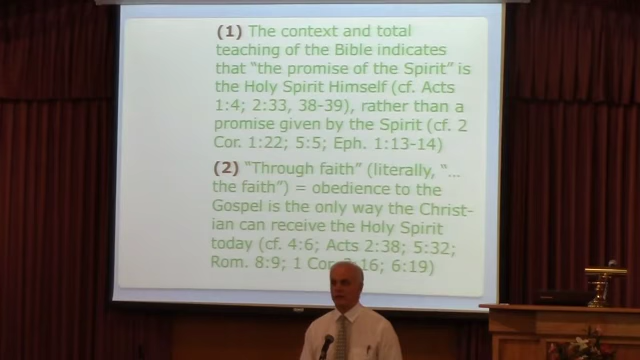 (1) The context and total
teaching of the Bible indicates
that “the promise of the Spirit” is
the Holy Spirit Himself (cf. Acts
1:4; 2:33, 38-39), rather than a
promise given by the Spirit (cf. 2
Cor. 1:22; 5:5; Eph. 1:13-14)
(2) “Through faith” (literally, “...
the faith”) = obedience to the
Gospel is the only way the Christ-
ian can receive the Holy Spirit
today (cf. 4:6; Acts 2:38; 5:32;
Rom. 8:9; 1 Cor. :16; 6:19)